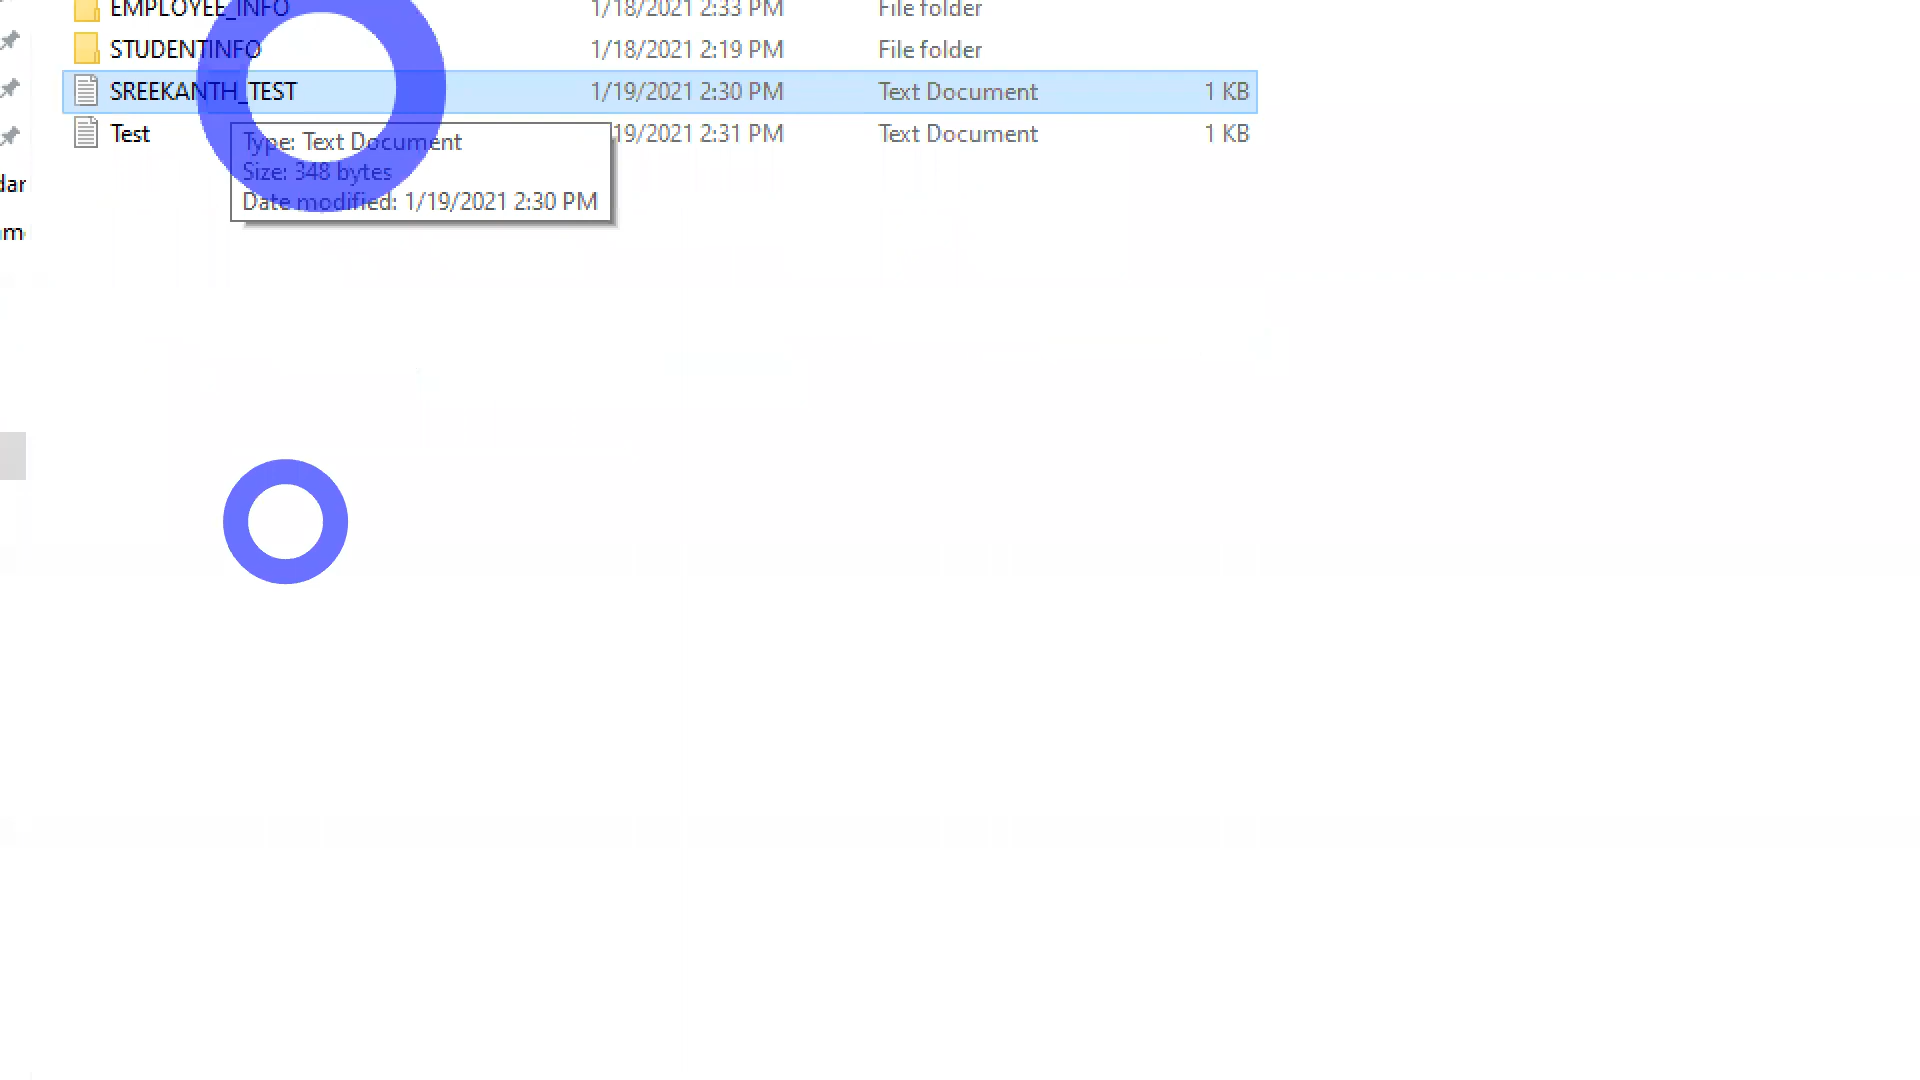 EMPLOYEE_INFO 1/18/2021 2:33 PM File folder
STUDENTINFO 1/18/2021 2:19 PM File folder
SREEKANTH_TEST 1/19/2021 2:30 PM Text Document 1 KB
Test 19/2021 2:31 PM Text Document 1 KB
Type: Text Document
Size: 348 bytes
Date modified: 1/19/2021 2:30 PM
dar
me